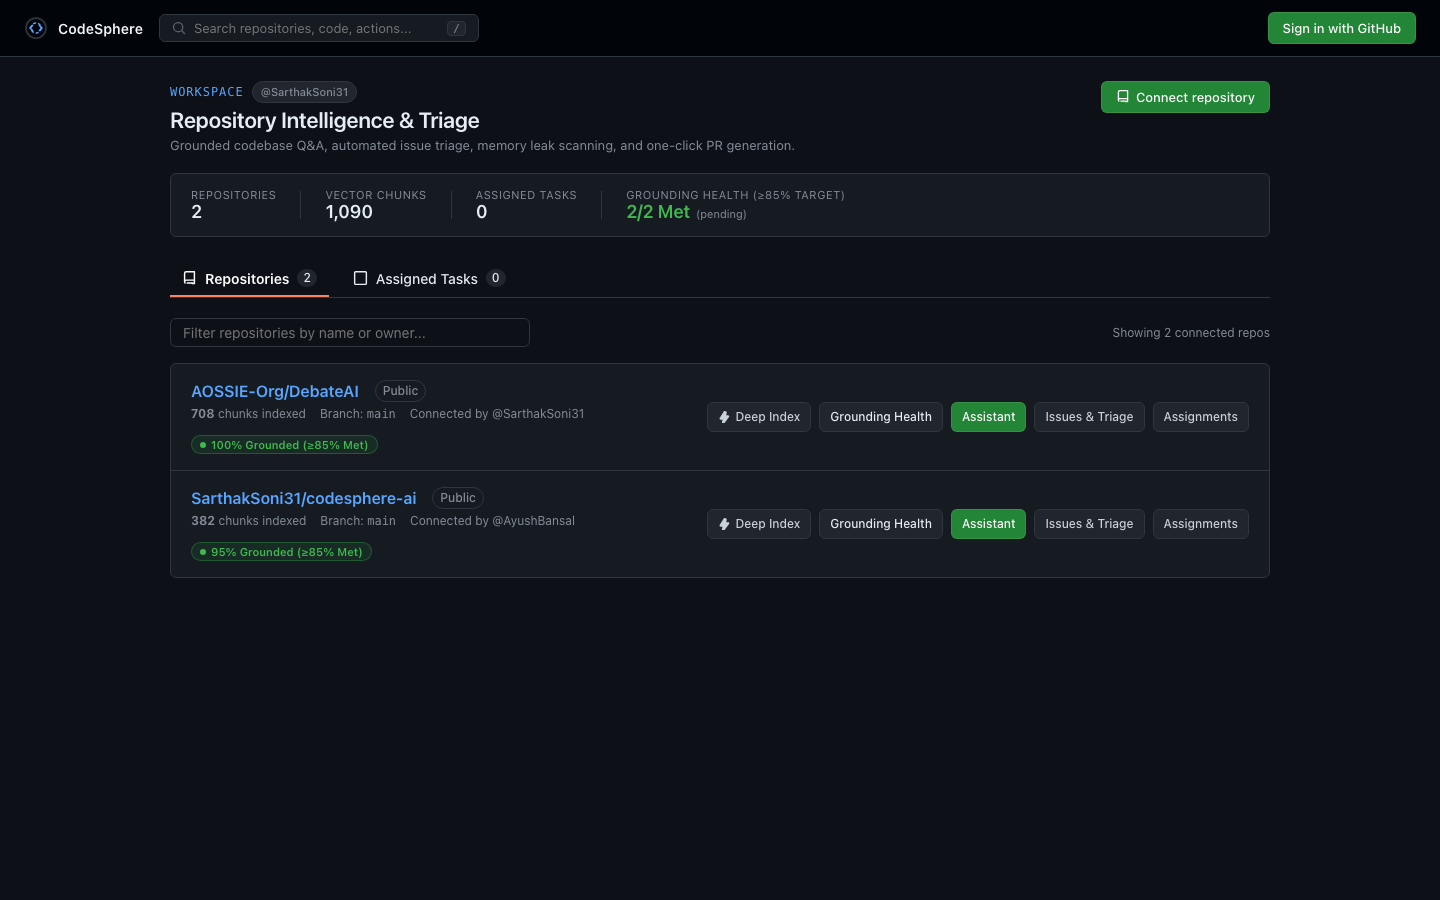 CodeSphere
Search repositories, code, actions...
/
Sign in with GitHub
WORKSPACE @SarthakSoni31
Connect repository
Repository Intelligence & Triage
Grounded codebase Q&A, automated issue triage, memory leak scanning, and one-click PR generation.
REPOSITORIES
2
VECTOR CHUNKS
1,090
ASSIGNED TASKS
0
GROUNDING HEALTH (≥85% TARGET)
2/2 Met (pending)
Repositories 2
Assigned Tasks 0
Filter repositories by name or owner...
Showing 2 connected repos
AOSSIE-Org/DebateAI Public
708 chunks indexed Branch: main Connected by @SarthakSoni31
100% Grounded (≥85% Met)
Deep Index
Grounding Health
Assistant
Issues & Triage
Assignments
SarthakSoni31/codesphere-ai Public
382 chunks indexed Branch: main Connected by @AyushBansal
95% Grounded (≥85% Met)
Deep Index
Grounding Health
Assistant
Issues & Triage
Assignments